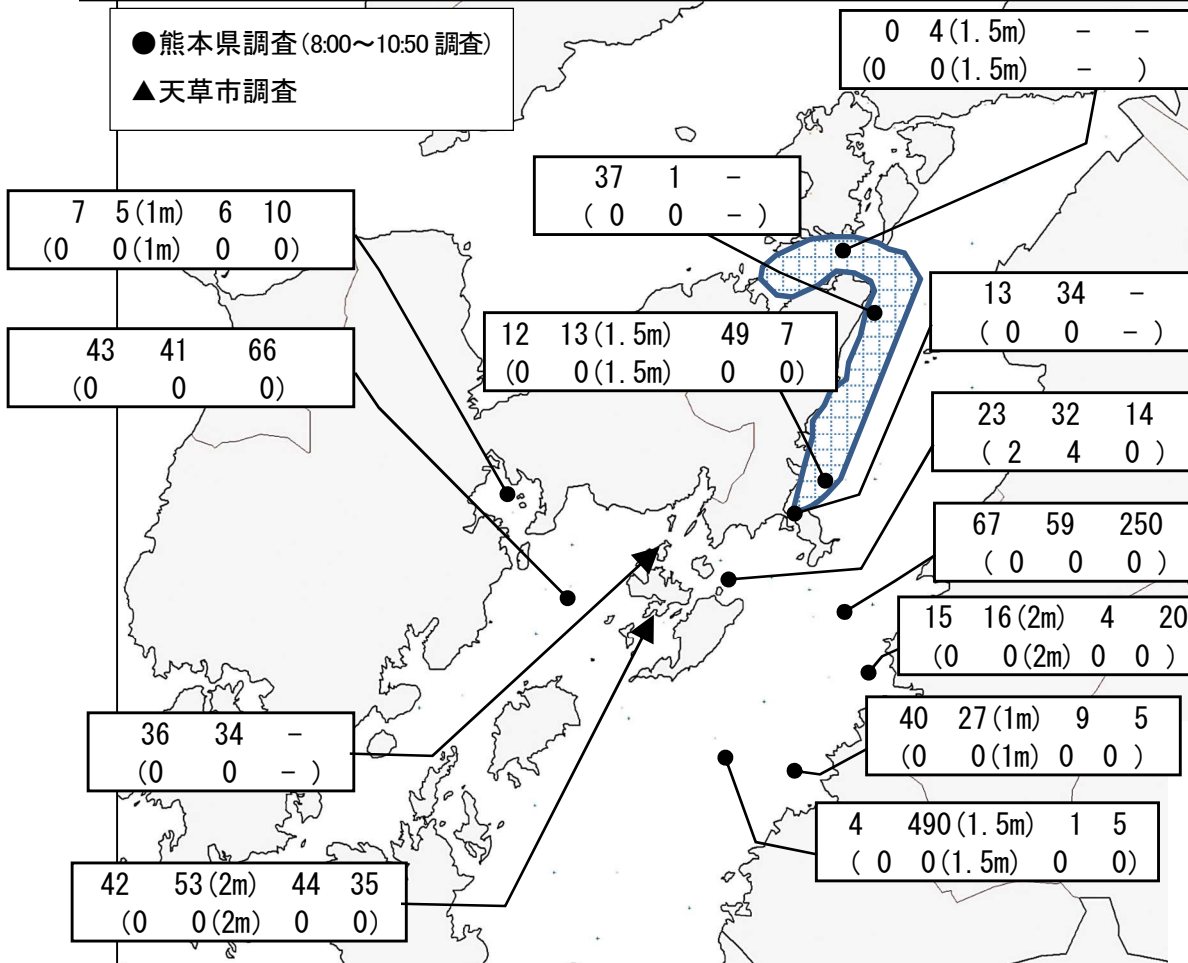 ●熊本県調査(8:00～10:50 調査)
▲天草市調査
0 4(1.5m) － －
(0 0(1.5m) － )
37 1 －
( 0 0 －)
7 5(1m) 6 10
(0 0(1m) 0 0)
13 34 －
( 0 0 －)
12 13(1.5m) 49 7
(0 0(1.5m) 0 0)
43 41 66
(0 0 0)
23 32 14
( 2 4 0 )
67 59 250
( 0 0 0 )
15 16(2m) 4 20
(0 0(2m) 0 0 )
40 27(1m) 9 5
(0 0(1m) 0 0 )
36 34 －
(0 0 －)
4 490(1.5m) 1 5
( 0 0(1.5m) 0 0)
42 53(2m) 44 35
(0 0(2m) 0 0)